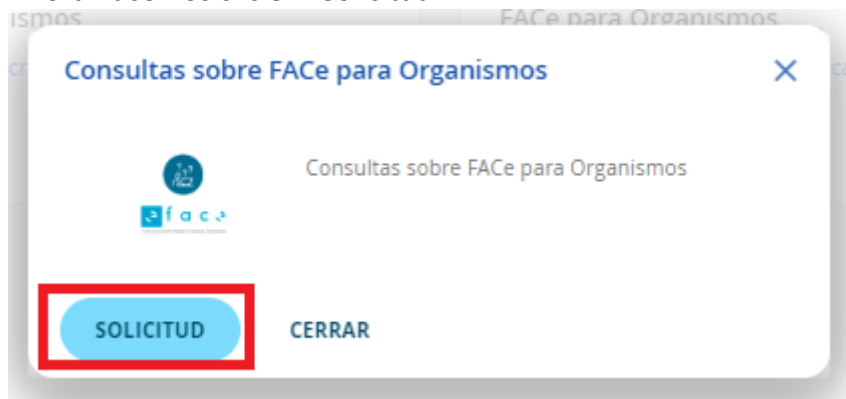 FACe para Organismos
Consultas sobre FACe para Organismos
Consultas sobre FACe para Organismos
face
SOLICITUD
CERRAR